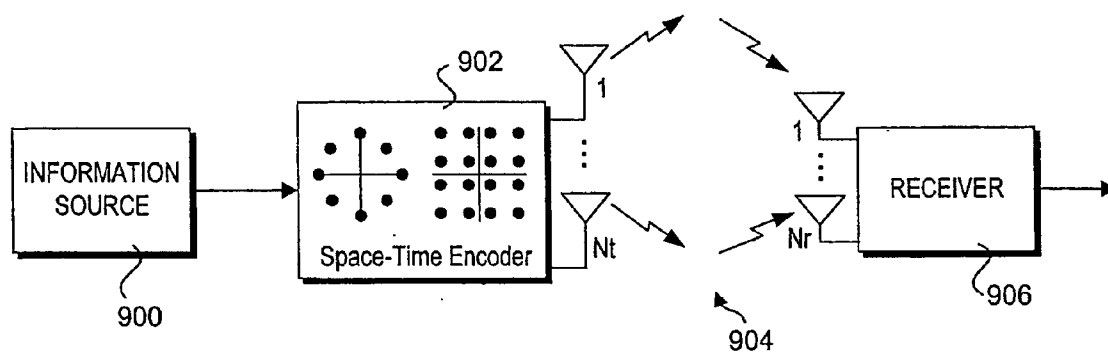 902
1
Nt
INFORMATION
SOURCE
Space-Time Encoder
900
1
Nr
RECEIVER
906
904